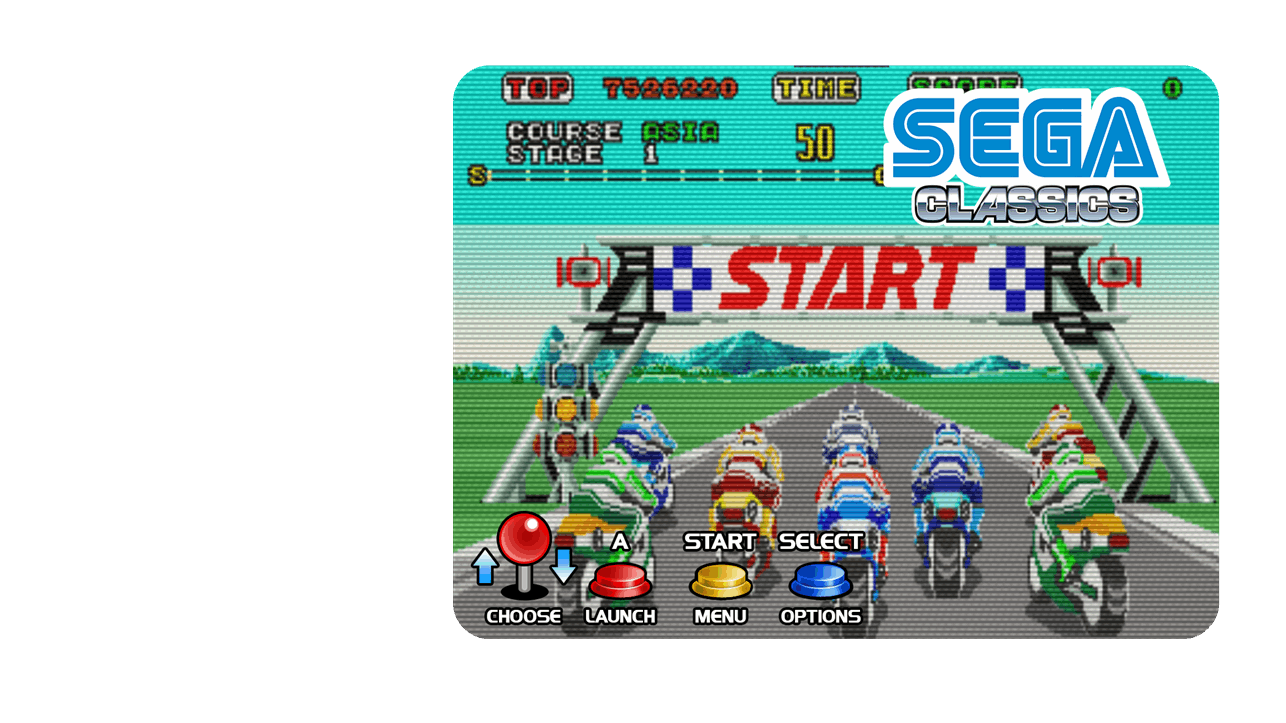 TOP 7526220 TIME SCORE 0
COURSE ASIA 50
STAGE 1
S
SEGA
CLASSICS
START
A START SELECT
CHOOSE LAUNCH MENU OPTIONS